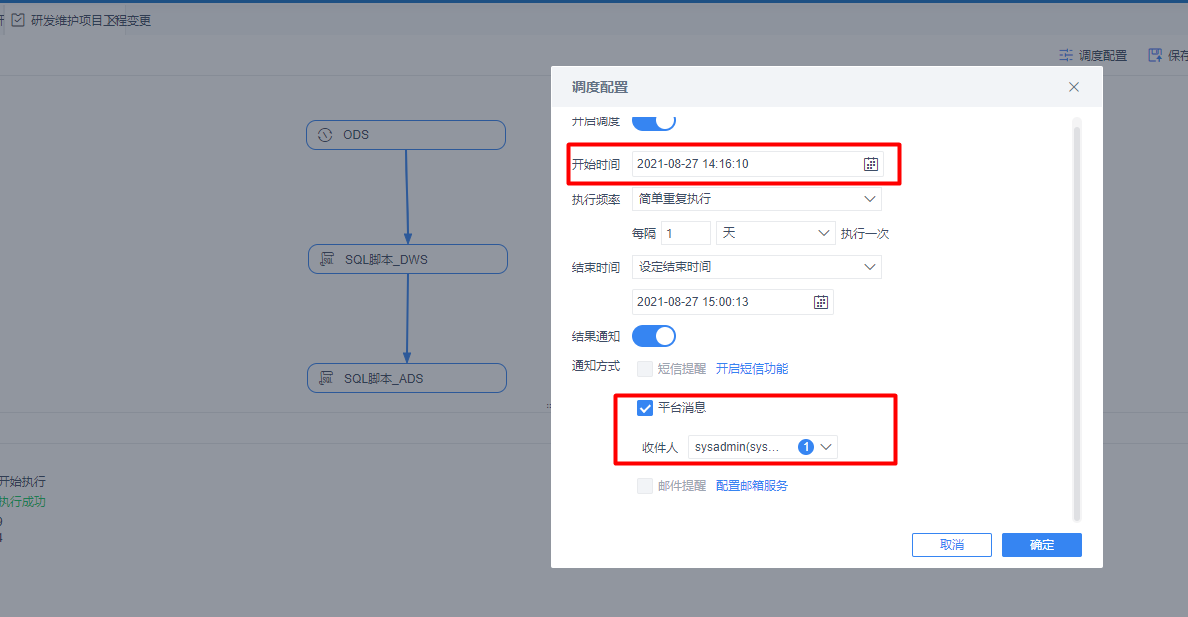 研发维护项目工程变更
调度配置 保存
调度配置
开启调度
ODS
开始时间 2021-08-27 14:16:10
执行频率 简单重复执行
每隔 1 天 执行一次
SQL脚本_DWS
结束时间 设定结束时间
2021-08-27 15:00:13
结果通知
通知方式 短信提醒 开启短信功能
SQL脚本_ADS
平台消息
收件人 sysadmin(sys... 1
开始执行
邮件提醒 配置邮箱服务
执行成功
取消 确定